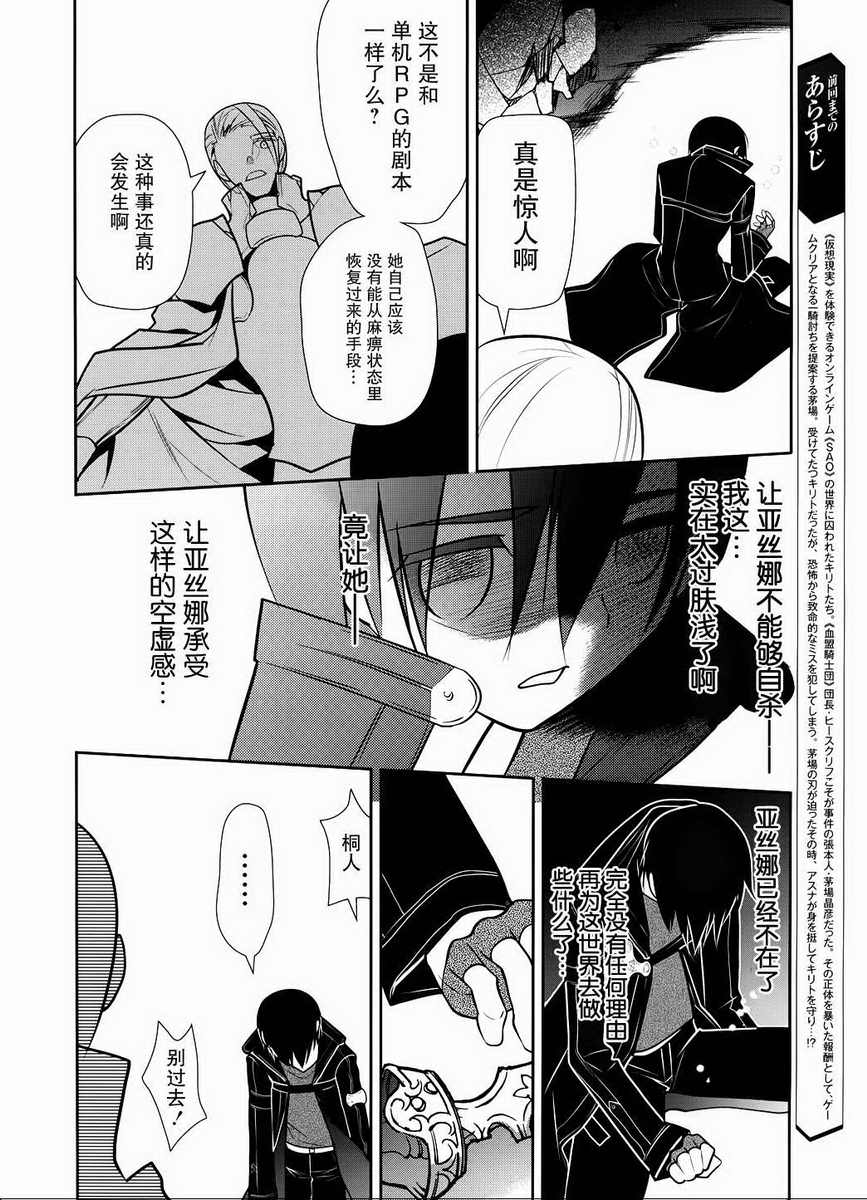 前回までの
あらすじ
《仮想現実》を体験できるオンラインゲーム《SAO》の世界に囚われたキリトたち。《血盟騎士団》団長・ヒースクリフこそが事件の張本人・茅場晶彦だった。その正体を暴いた報酬として、ゲー
ムクリアとなる一騎討ちを提案する茅場。受けてたつキリトだったが、恐怖から致命的なミスを犯してしまう。茅場の刃が迫ったその時、アスナが身を挺してキリトを守り…!?
真是惊人啊
这不是和
单机RPG的剧本
一样了么?
她自己应该
没有能从麻痹状态里
恢复过来的手段…
这种事还真的
会发生啊
让亚丝娜不能够自杀——
我这…
实在太过肤浅了啊
竟让她—
让亚丝娜承受
这样的空虚感…
亚丝娜已经不在了
完全没有任何理由
再为这世界去做
些什么了…
桐人
……
别过去!